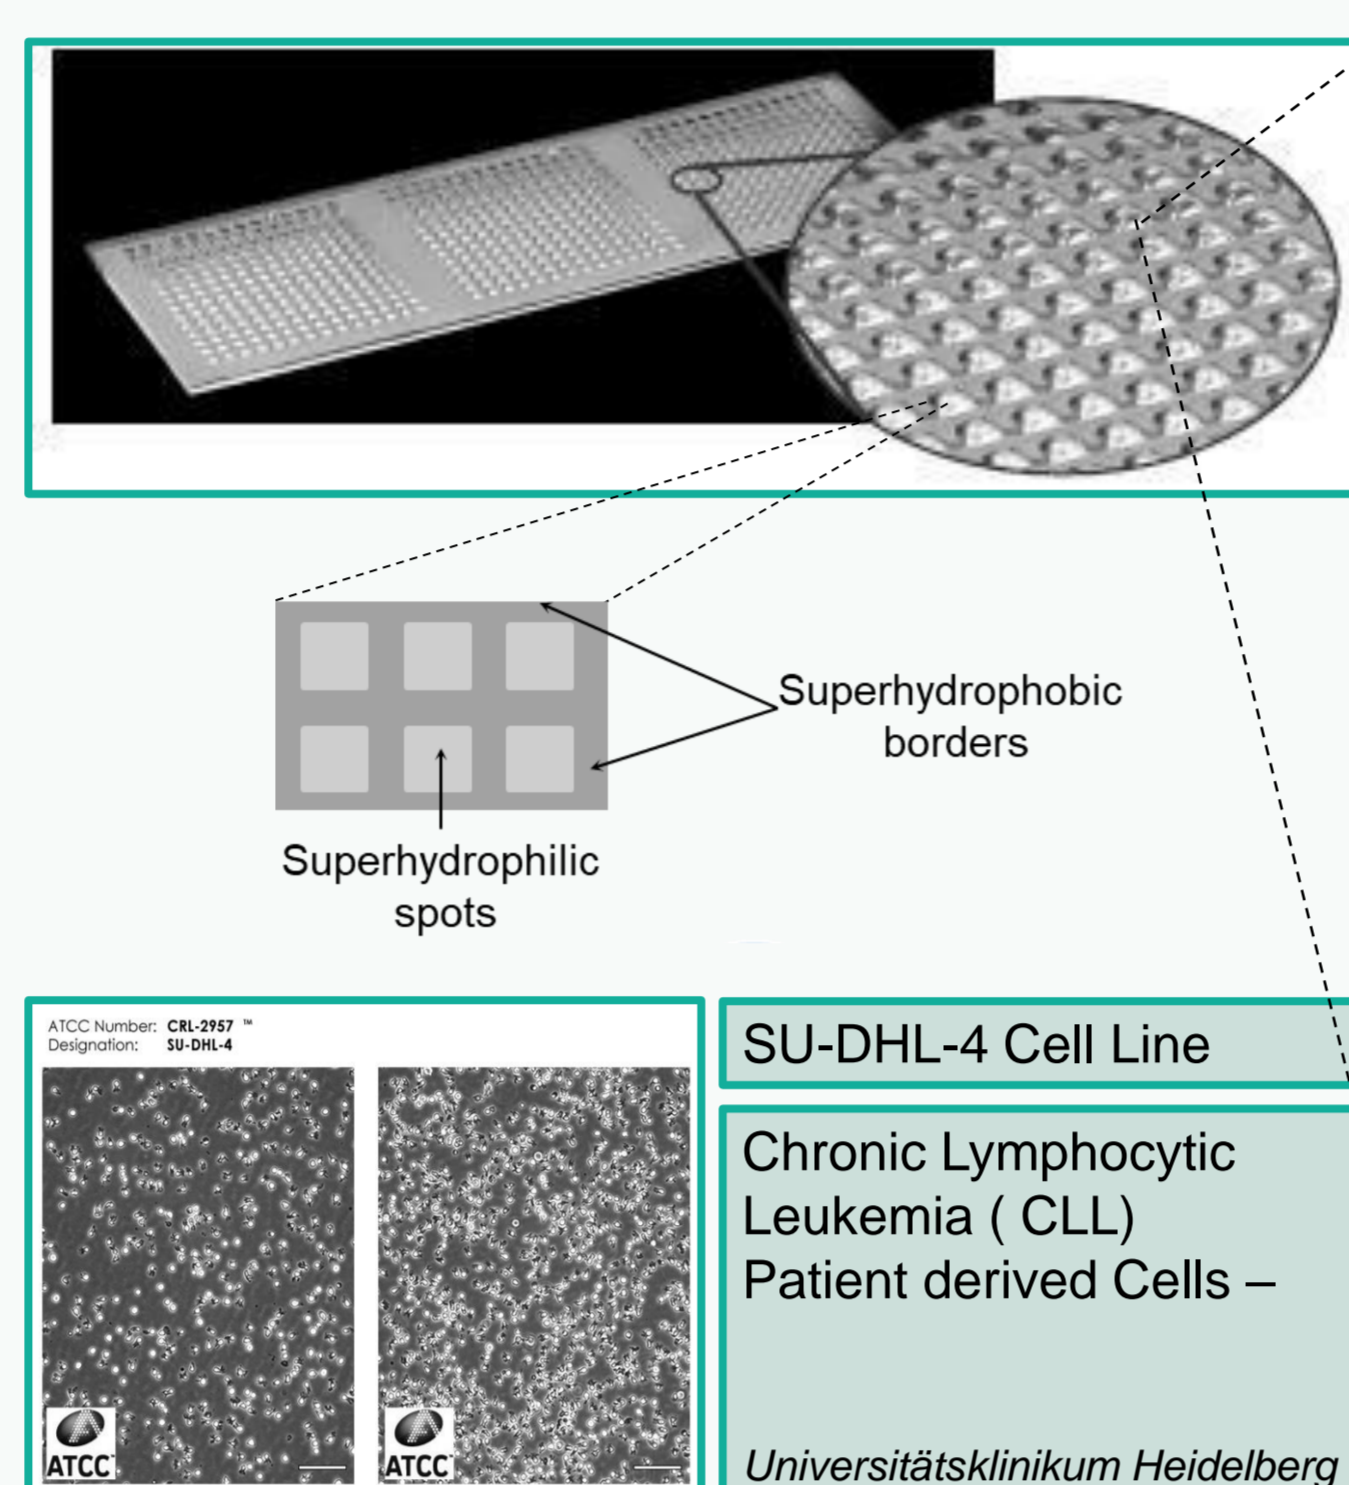 Superhydrophobic
borders
Superhydrophilic
spots
ATCC Number: CRL-2957 ™
Designation: SU-DHL-4
ATCC
ATCC
SU-DHL-4 Cell Line
Chronic Lymphocytic
Leukemia ( CLL)
Patient derived Cells –
Universitätsklinikum Heidelberg